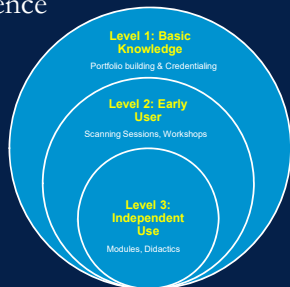 ence
Level 1: Basic
Knowledge
Portfolio building & Credentialing
Level 2: Early
User
Scanning Sessions, Workshops
Level 3:
Independent
Use
Modules, Didactics